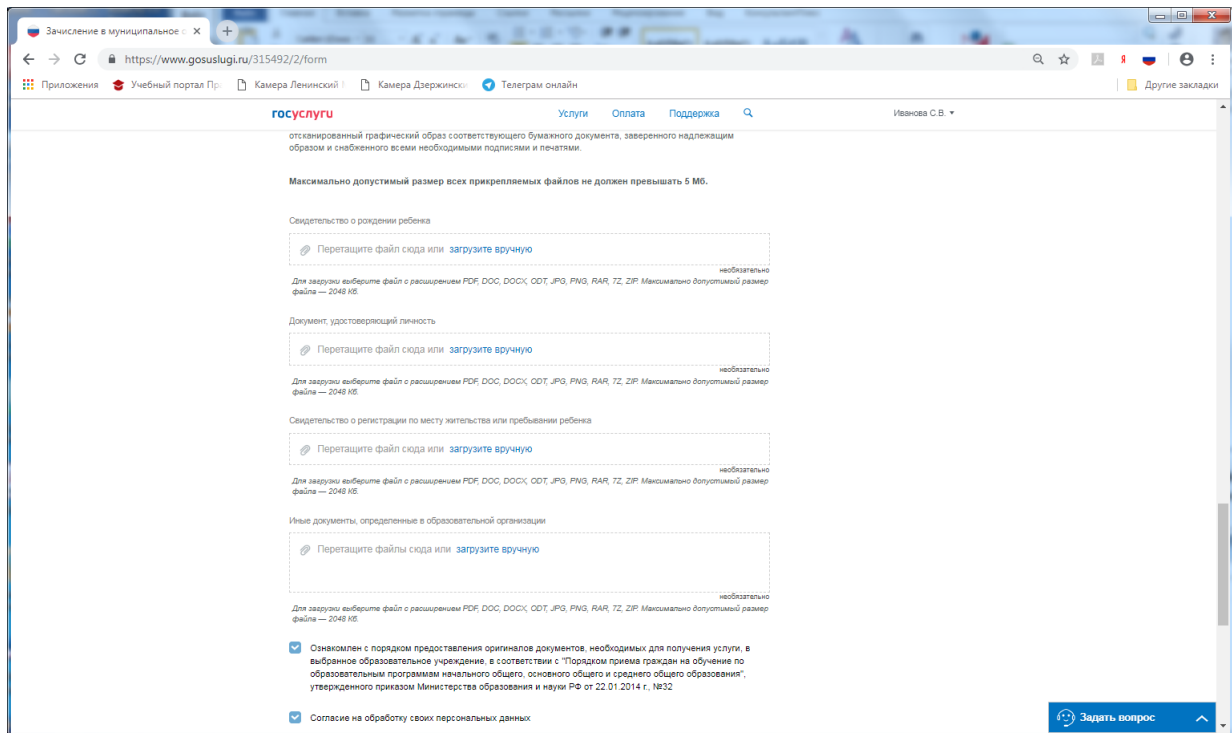 Зачисление в муниципальное с
https://www.gosuslugi.ru/315492/2/form
Приложения Учебный портал Пр Камера Ленинский Камера Дзержински Телеграм онлайн Другие закладки
госуслуги Услуги Оплата Поддержка Иванова С.В.
отсканированный графический образ соответствующего бумажного документа, заверенного надлежащим
образом и снабженного всеми необходимыми подписями и печатями.
Максимально допустимый размер всех прикрепляемых файлов не должен превышать 5 Мб.
Свидетельство о рождении ребенка
Перетащите файл сюда или загрузите вручную
необязательно
Для загрузки выберите файл с расширением PDF, DOC, DOCX, ODT, JPG, PNG, RAR, 7Z, ZIP. Максимально допустимый размер
файла — 2048 Кб.
Документ, удостоверяющий личность
Перетащите файл сюда или загрузите вручную
необязательно
Для загрузки выберите файл с расширением PDF, DOC, DOCX, ODT, JPG, PNG, RAR, 7Z, ZIP. Максимально допустимый размер
файла — 2048 Кб.
Свидетельство о регистрации по месту жительства или пребывании ребенка
Перетащите файл сюда или загрузите вручную
необязательно
Для загрузки выберите файл с расширением PDF, DOC, DOCX, ODT, JPG, PNG, RAR, 7Z, ZIP. Максимально допустимый размер
файла — 2048 Кб.
Иные документы, определенные в образовательной организации
Перетащите файлы сюда или загрузите вручную
необязательно
Для загрузки выберите файл с расширением PDF, DOC, DOCX, ODT, JPG, PNG, RAR, 7Z, ZIP. Максимально допустимый размер
файла — 2048 Кб.
Ознакомлен с порядком предоставления оригиналов документов, необходимых для получения услуги, в
выбранное образовательное учреждение, в соответствии с "Порядком приема граждан на обучение по
образовательным программам начального общего, основного общего и среднего общего образования",
утвержденного приказом Министерства образования и науки РФ от 22.01.2014 г., №32
Согласие на обработку своих персональных данных
Задать вопрос